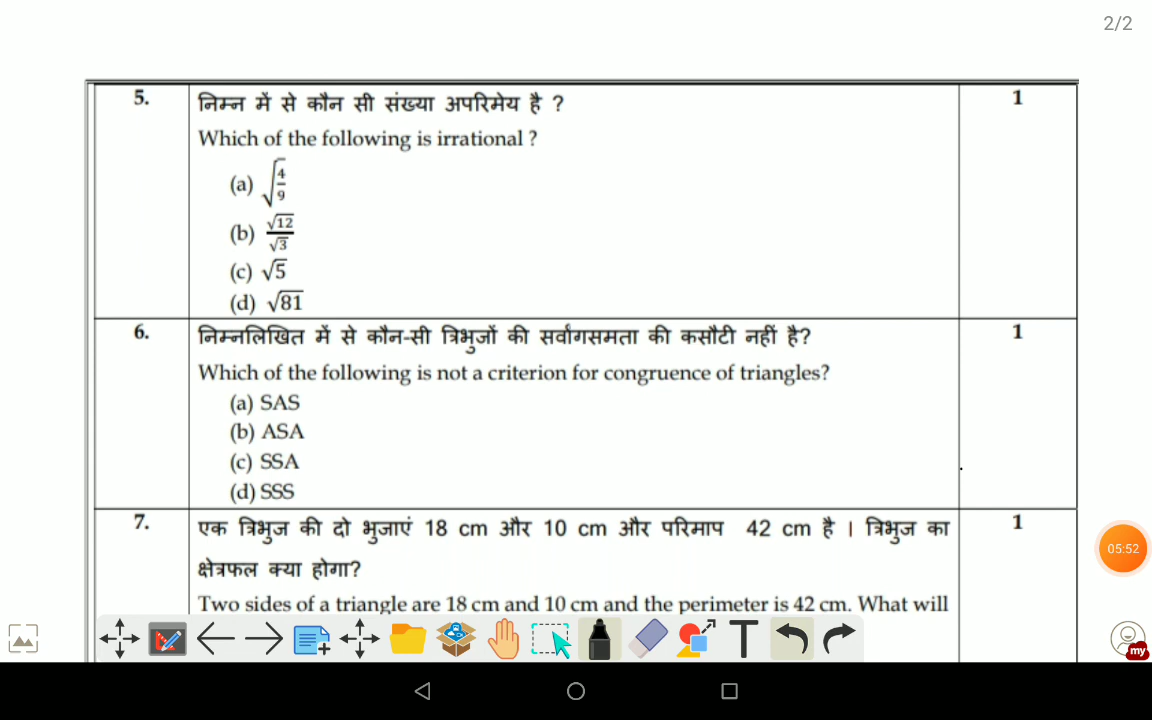 2/2
5. निम्न में से कौन सी संख्या अपरिमेय है ? 1
Which of the following is irrational ?
(a) √4/9
(b) √12/√3
(c) √5
(d) √81
6. निम्नलिखित में से कौन-सी त्रिभुजों की सर्वांगसमता की कसौटी नहीं है? 1
Which of the following is not a criterion for congruence of triangles?
(a) SAS
(b) ASA
(c) SSA
(d) SSS
7. एक त्रिभुज की दो भुजाएं 18 cm और 10 cm और परिमाप 42 cm है । त्रिभुज का 1
क्षेत्रफल क्या होगा?
Two sides of a triangle are 18 cm and 10 cm and the perimeter is 42 cm. What will
05:52
T
my